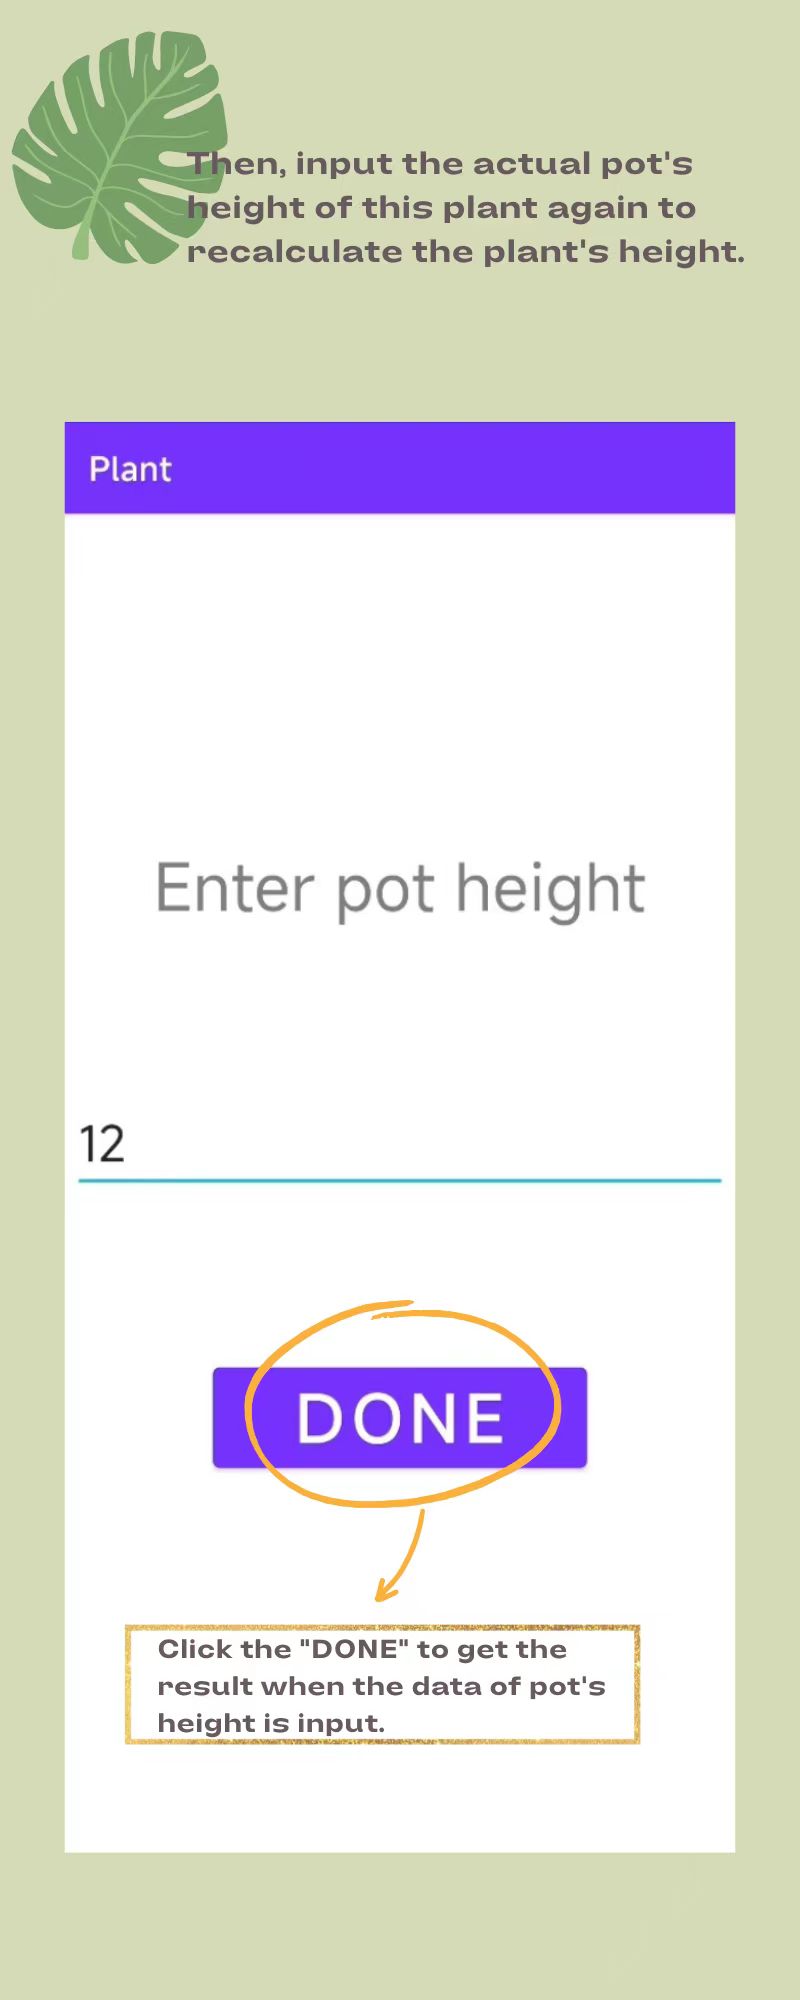 Then, input the actual pot's
height of this plant again to
recalculate the plant's height.
Plant
Enter pot height
12
DONE
Click the "DONE" to get the
result when the data of pot's
height is input.